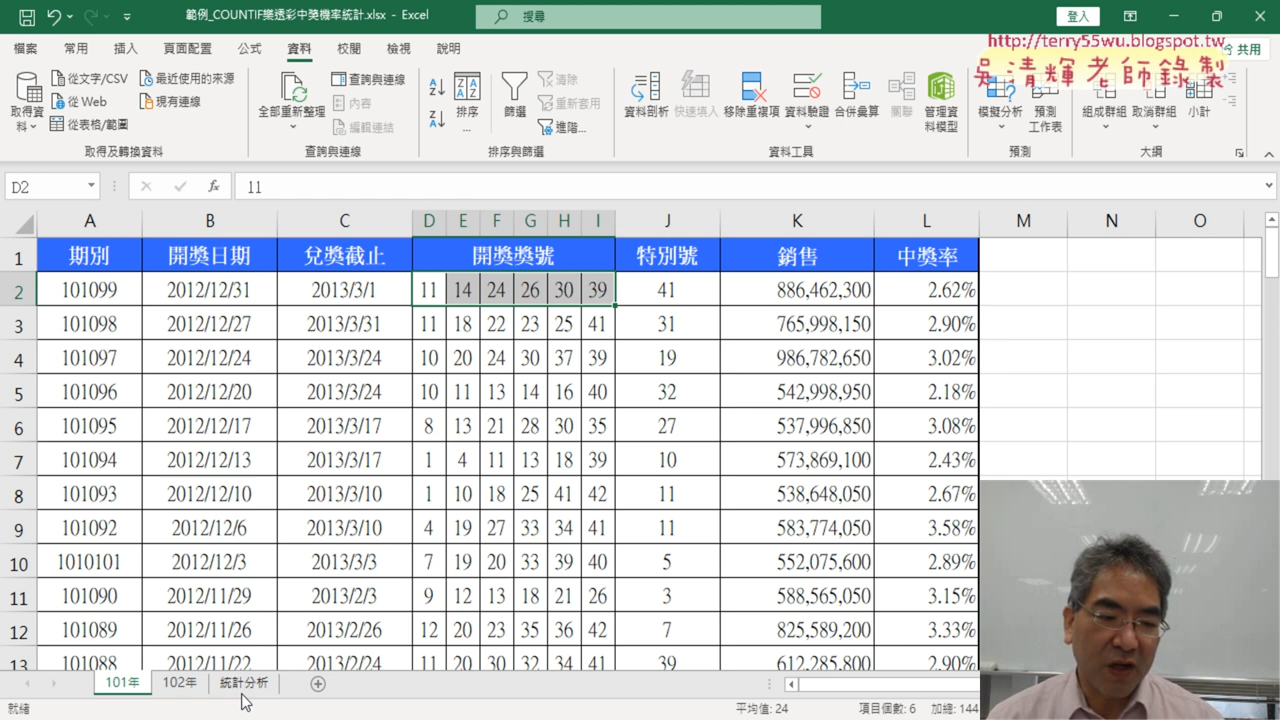 範例_COUNTIF樂透彩中獎機率統計.xlsx - Excel
搜尋
登入
檔案 常用 插入 頁面配置 公式 資料 校閱 檢視 說明
共用
http://terry55wu.blogspot.tw
吳清輝老師錄製
取得資料
從文字/CSV
從 Web
從表格/範圍
最近使用的來源
現有連線
取得及轉換資料
全部重新整理
查詢與連線
內容
編輯連結
查詢與連線
排序...
篩選
清除
重新套用
進階...
排序與篩選
資料剖析 快速填入 移除重複項 資料驗證 合併彙算 關聯 管理資料模型
資料工具
模擬分析 預測工作表
預測
組成群組 取消群組 小計
大綱
D2 fx 11
A B C D E F G H I J K L M N O
1 期別 開獎日期 兌獎截止 開獎獎號 特別號 銷售 中獎率
2 101099 2012/12/31 2013/3/1 11 14 24 26 30 39 41 886,462,300 2.62%
3 101098 2012/12/27 2013/3/31 11 18 22 23 25 41 31 765,998,150 2.90%
4 101097 2012/12/24 2013/3/24 10 20 24 30 37 39 19 986,782,650 3.02%
5 101096 2012/12/20 2013/3/24 10 11 13 14 16 40 32 542,998,950 2.18%
6 101095 2012/12/17 2013/3/17 8 13 21 28 30 35 27 537,996,850 3.08%
7 101094 2012/12/13 2013/3/17 1 4 11 13 18 39 10 573,869,100 2.43%
8 101093 2012/12/10 2013/3/10 1 10 18 25 41 42 11 538,648,050 2.67%
9 101092 2012/12/6 2013/3/10 4 19 27 33 34 41 11 583,774,050 3.58%
10 1010101 2012/12/3 2013/3/3 7 19 20 33 39 40 5 552,075,600 2.89%
11 101090 2012/11/29 2013/2/3 9 12 13 18 21 26 3 588,565,050 3.15%
12 101089 2012/11/26 2013/2/26 12 20 23 35 36 42 7 825,589,200 3.33%
13 101088 2012/11/22 2013/2/24 11 20 30 32 34 41 39 612,285,800 2.90%
101年 102年 統計分析
就緒 平均值: 24 項目個數: 6 加總: 144